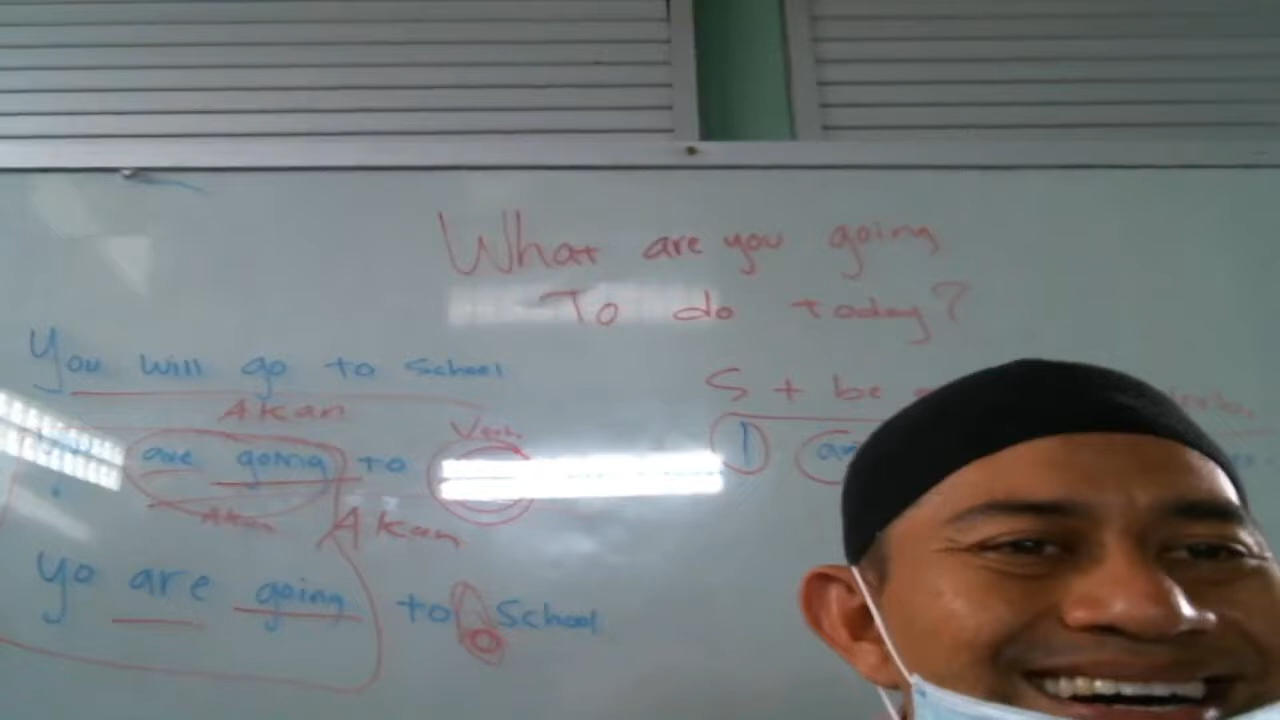 What are you going
To do today?
You will go to School
Akan
Verb
are going to
Akan
Akan
yo are going to School
S + be
I